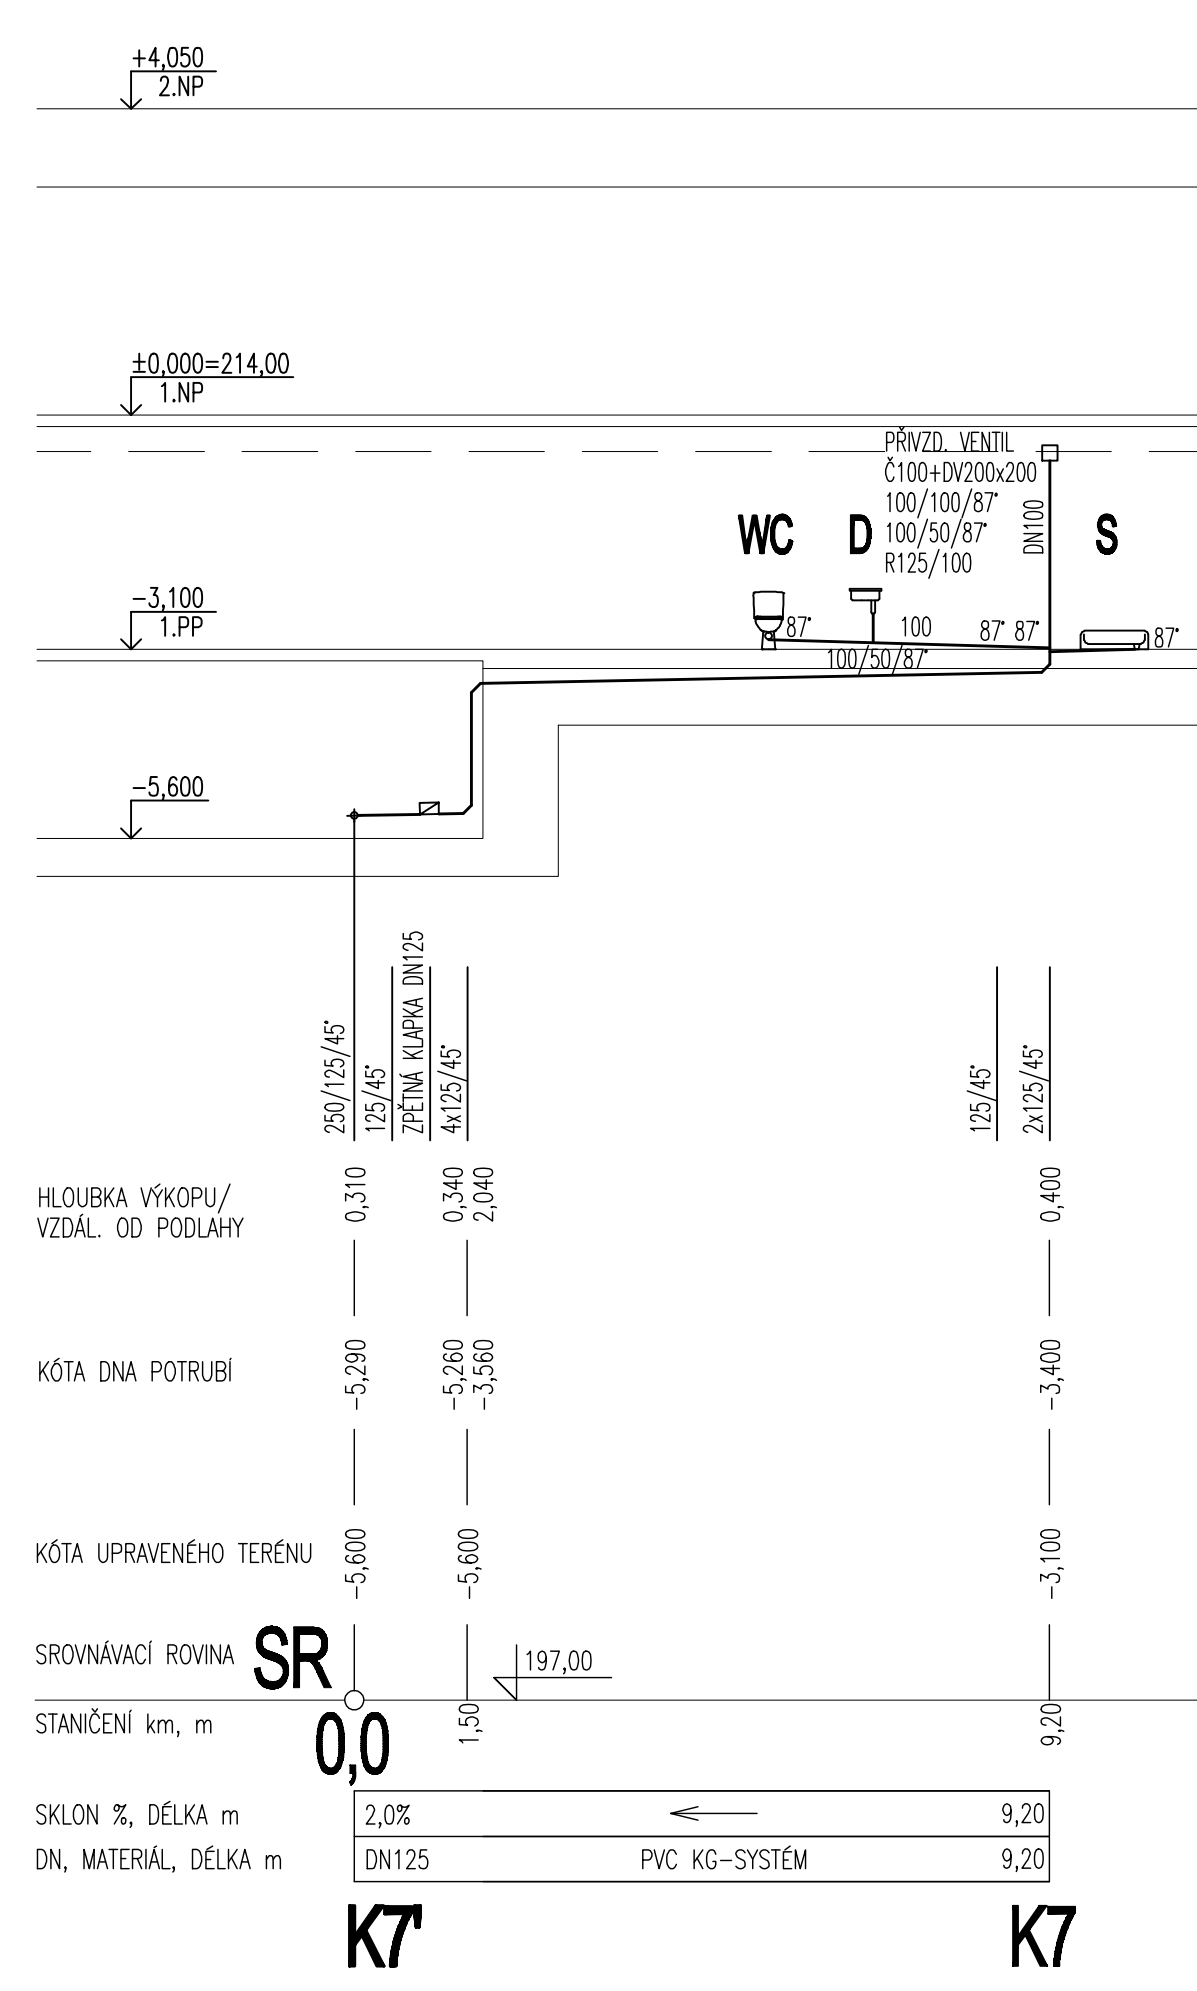 +4,050
2.NP
±0,000=214,00
1.NP
PŘIVZD. VENTIL
Č100+DV200x200
100/100/87°
100/50/87°
R125/100
DN100
WC
D
S
-3,100
1.PP
87°
100
87°
87°
87°
100/50/87°
-5,600
250/125/45°
125/45°
ZPĚTNÁ KLAPKA DN125
4x125/45°
125/45°
2x125/45°
HLOUBKA VÝKOPU/
VZDÁL. OD PODLAHY
0,310
0,340
2,040
0,400
KÓTA DNA POTRUBÍ
-5,290
-5,260
-3,560
-3,400
KÓTA UPRAVENÉHO TERÉNU
-5,600
-5,600
-3,100
SROVNÁVACÍ ROVINA
SR
197,00
STANIČENÍ km, m
0,0
1,50
9,20
SKLON %, DÉLKA m
2,0%
9,20
DN, MATERIÁL, DÉLKA m
DN125
PVC KG-SYSTÉM
9,20
K7'
K7